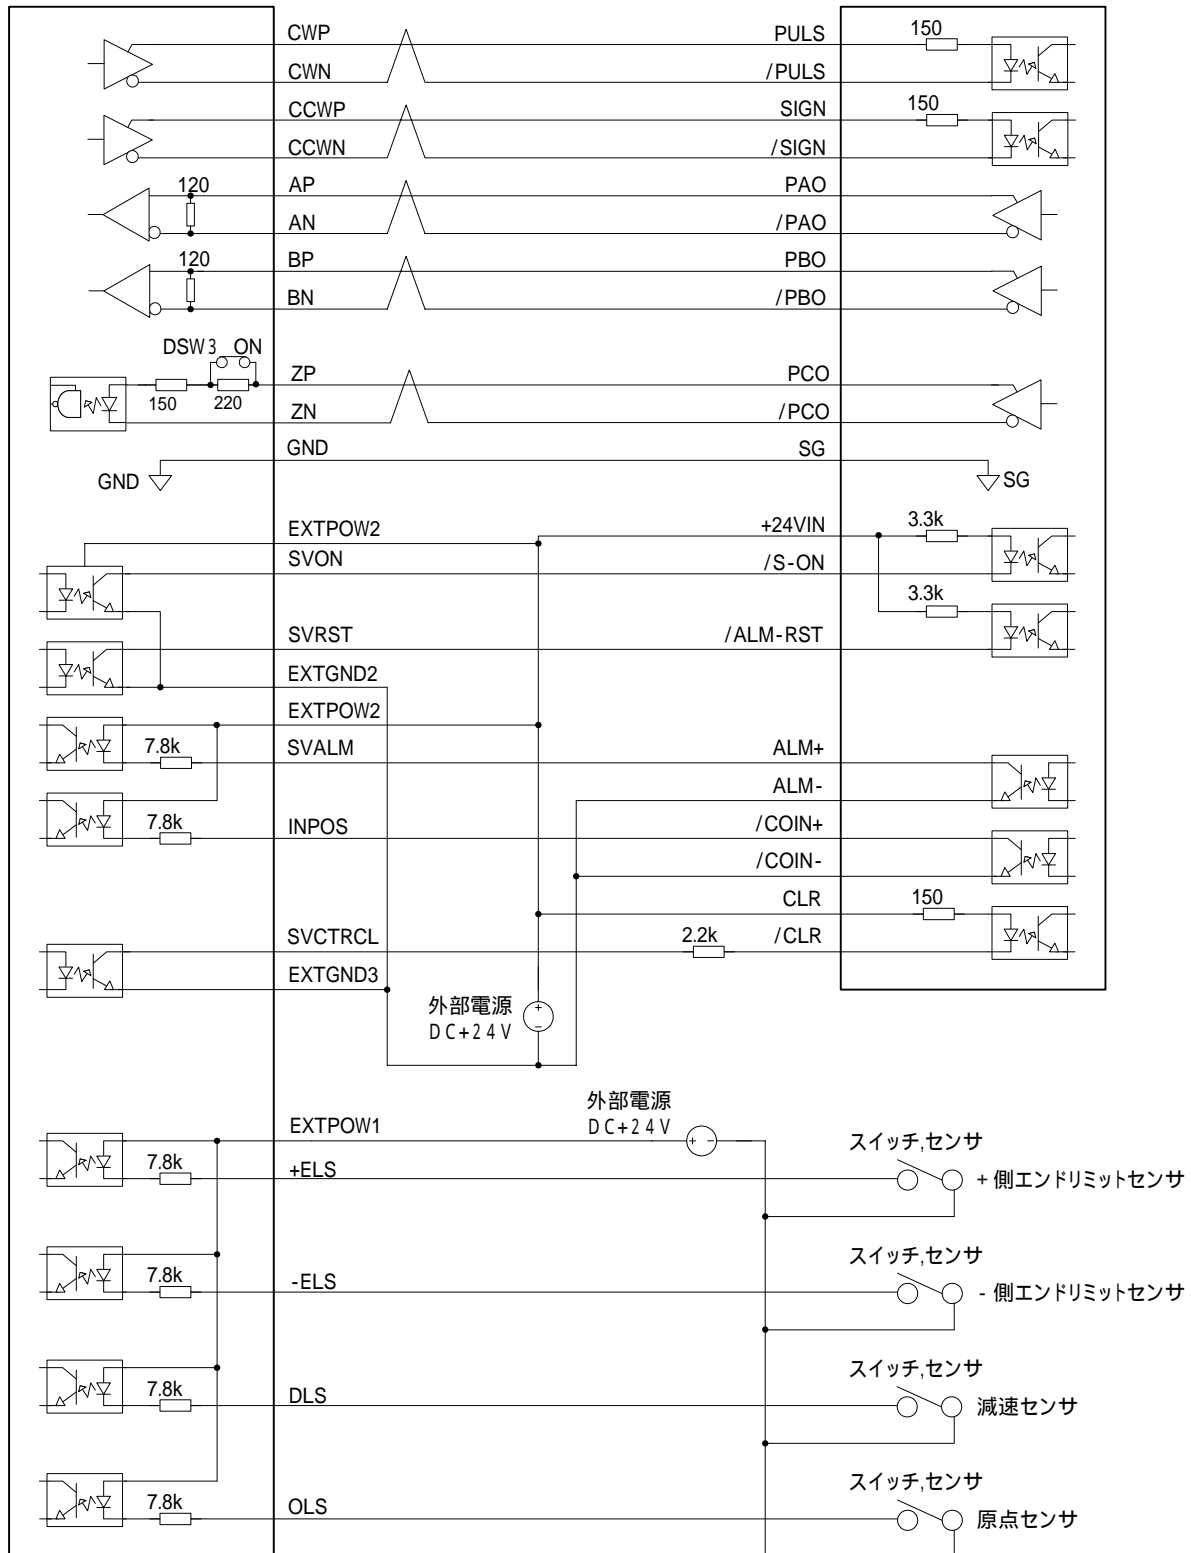 CWP PULS 150
CWN /PULS
CCWP SIGN 150
CCWN /SIGN
120 AP PAO
AN /PAO
120 BP PBO
BN /PBO
DSW3 ON
ZP PCO
150 220 ZN /PCO
GND SG
GND SG
EXTPOW2 +24VIN 3.3k
SVON /S-ON
3.3k
SVRST /ALM-RST
EXTGND2
EXTPOW2
7.8k SVALM ALM+
ALM-
7.8k INPOS /COIN+
/COIN-
CLR 150
SVCTRCL 2.2k /CLR
EXTGND3
外部電源
DC+24V
+
−
外部電源
EXTPOW1 DC+24V + −
スイッチ,センサ
7.8k +ELS +側エンドリミットセンサ
スイッチ,センサ
7.8k -ELS -側エンドリミットセンサ
スイッチ,センサ
7.8k DLS 減速センサ
スイッチ,センサ
7.8k OLS 原点センサ